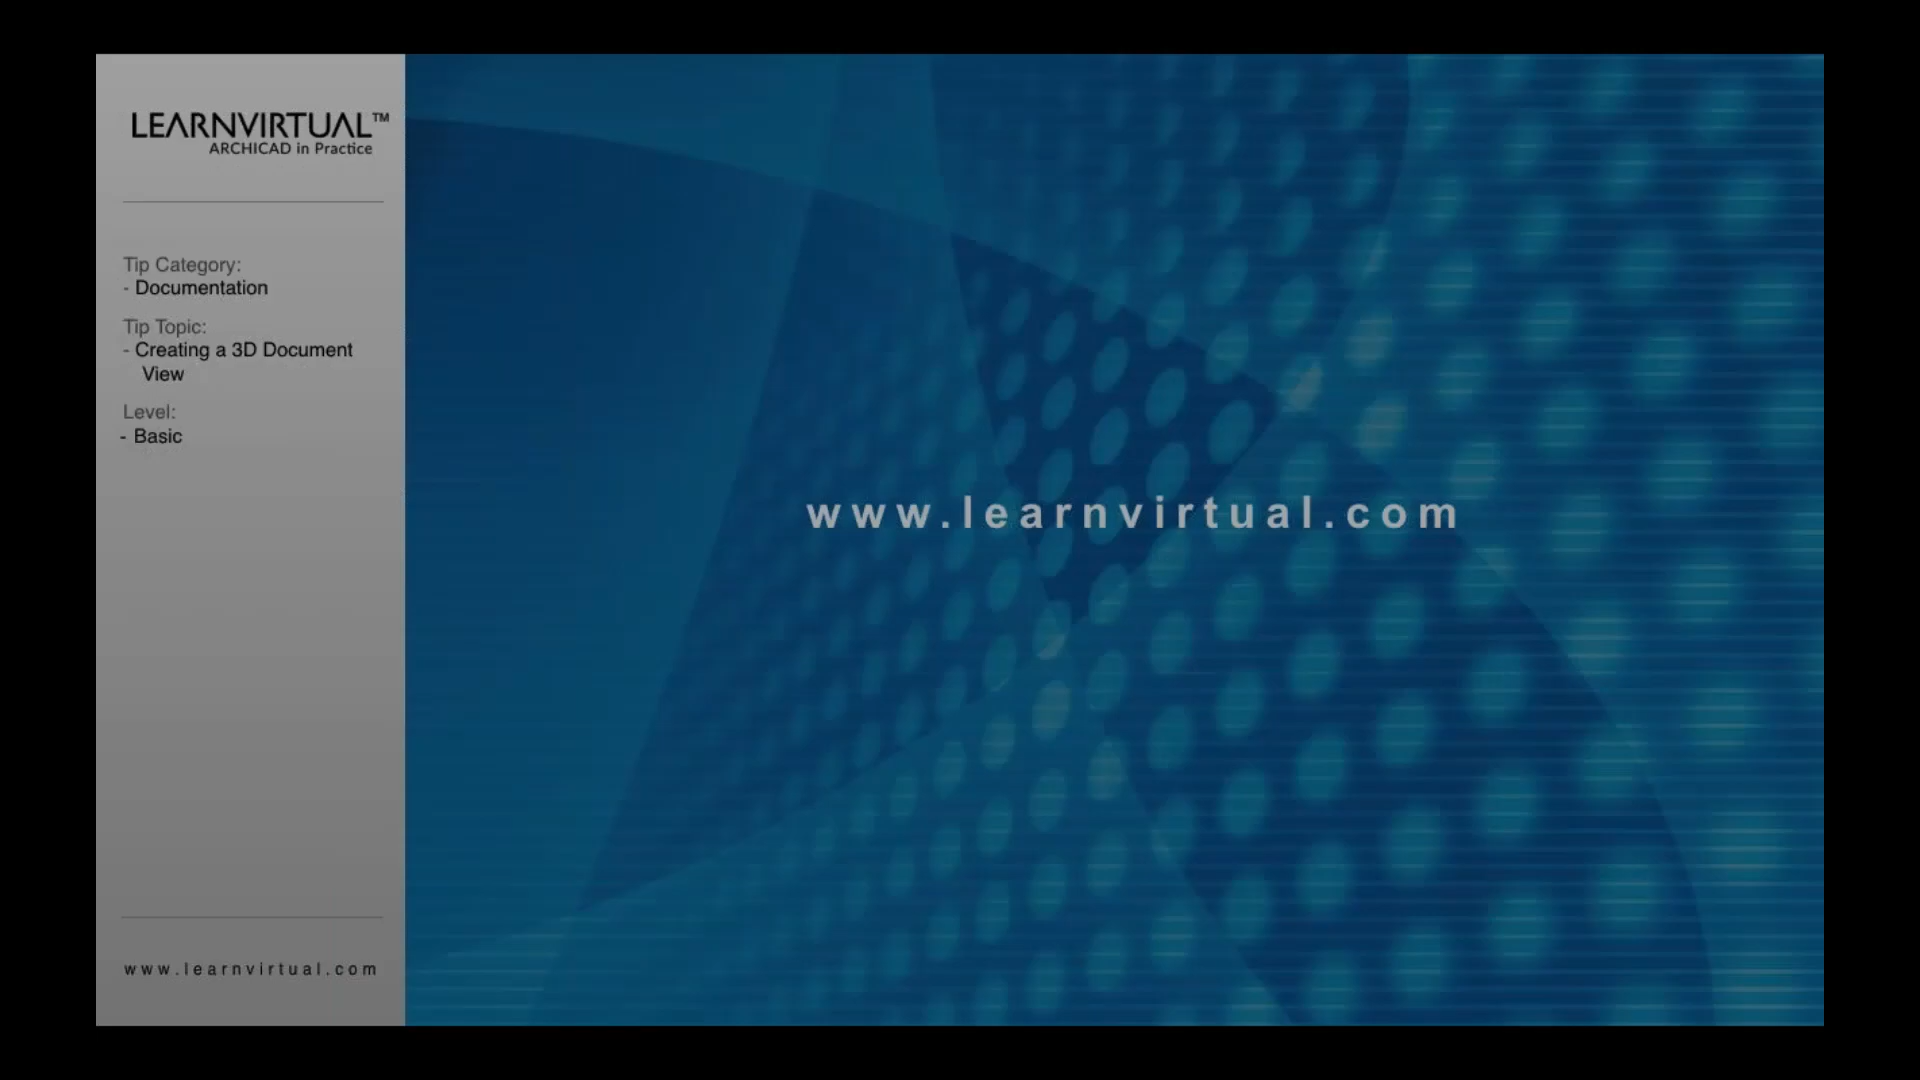 LEARNVIRTUAL™
ARCHICAD in Practice
Tip Category:
- Documentation
Tip Topic:
- Creating a 3D Document
View
Level:
- Basic
www.learnvirtual.com
www.learnvirtual.com